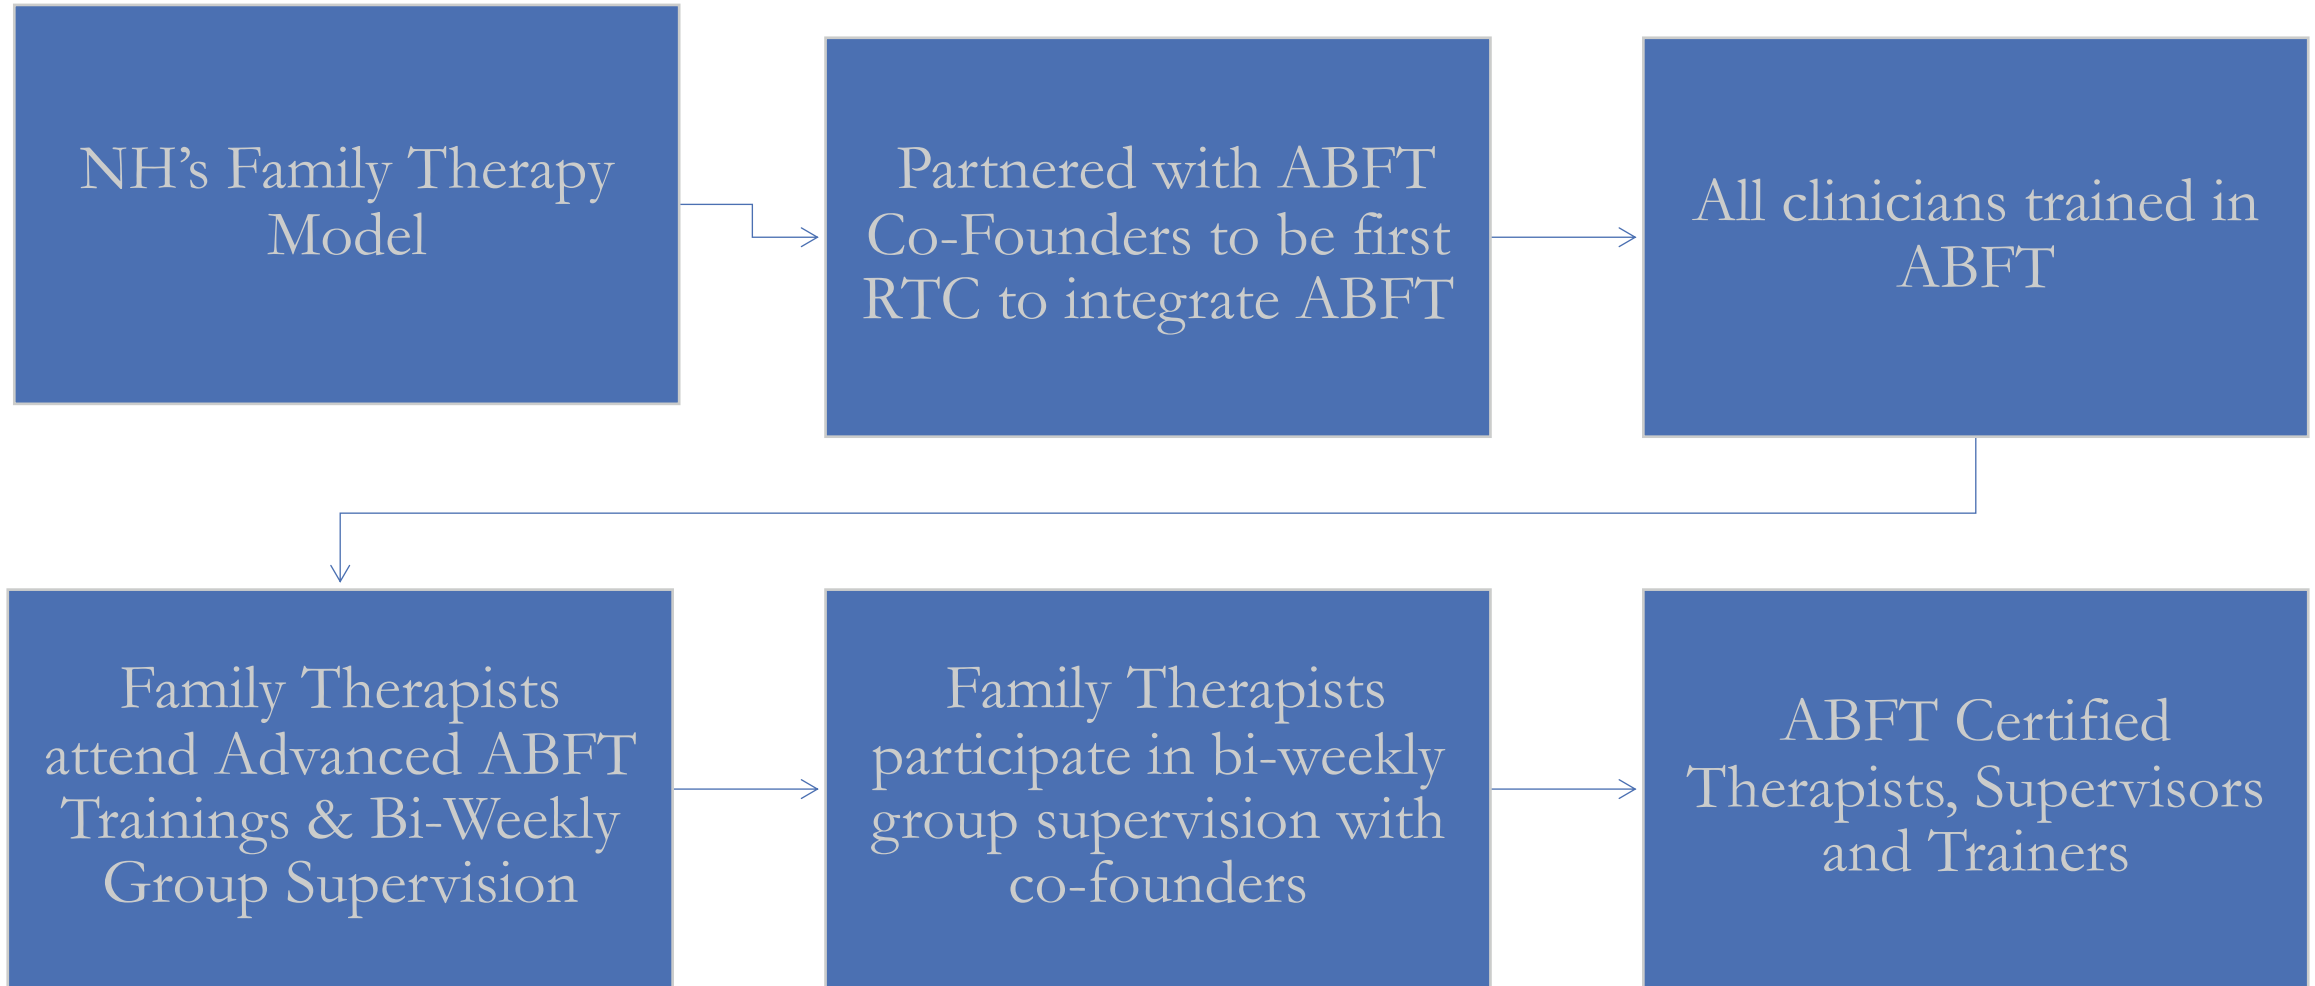 NH’s Family Therapy
Model
Partnered with ABFT
Co-Founders to be first
RTC to integrate ABFT
All clinicians trained in
ABFT
Family Therapists
attend Advanced ABFT
Trainings & Bi-Weekly
Group Supervision
Family Therapists
participate in bi-weekly
group supervision with
co-founders
ABFT Certified
Therapists, Supervisors
and Trainers